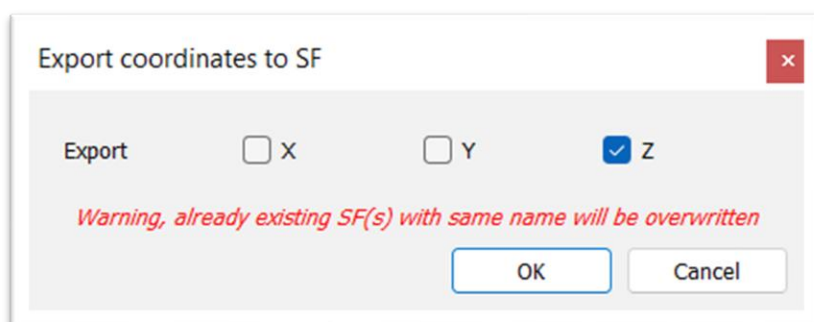 Export coordinates to SF
Export X Y Z
Warning, already existing SF(s) with same name will be overwritten
OK Cancel